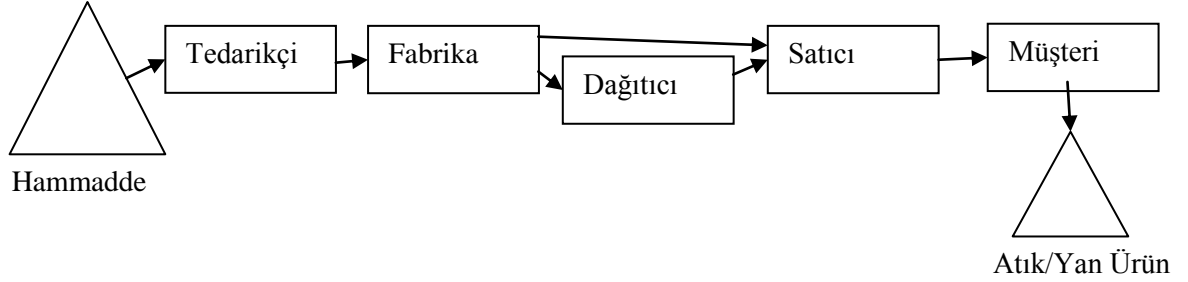 Tedarikçi
Fabrika
Dağıtıcı
Satıcı
Müşteri
Hammadde
Atık/Yan Ürün